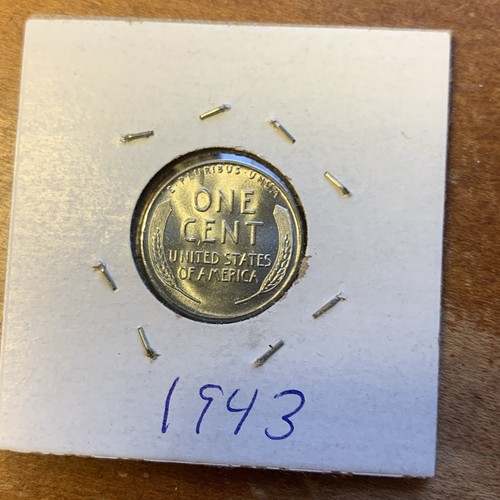 E·PLURIBUS·UNUM
ONE
CENT
UNITED STATES
OF AMERICA
1943